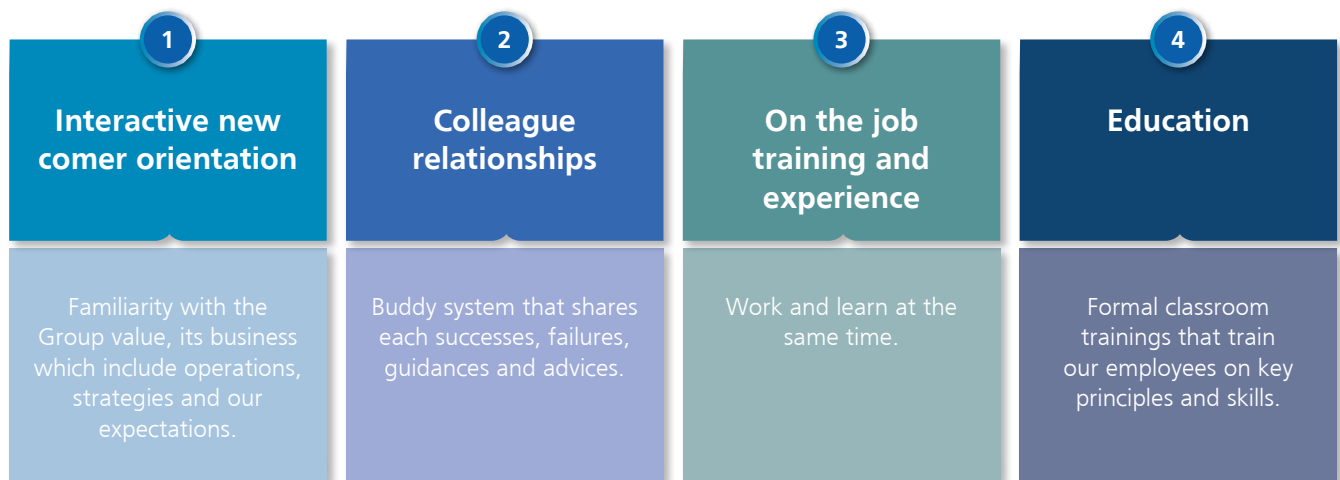 1
Interactive new
comer orientation
Familiarity with the
Group value, its business
which include operations,
strategies and our
expectations.
2
Colleague
relationships
Buddy system that shares
each successes, failures,
guidances and advices.
3
On the job
training and
experience
Work and learn at the
same time.
4
Education
Formal classroom
trainings that train
our employees on key
principles and skills.